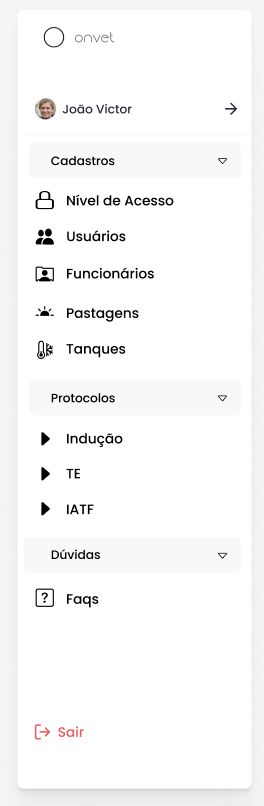 onvet
João Victor
Cadastros
Nível de Acesso
Usuários
Funcionários
Pastagens
Tanques
Protocolos
Indução
TE
IATF
Dúvidas
Faqs
Sair